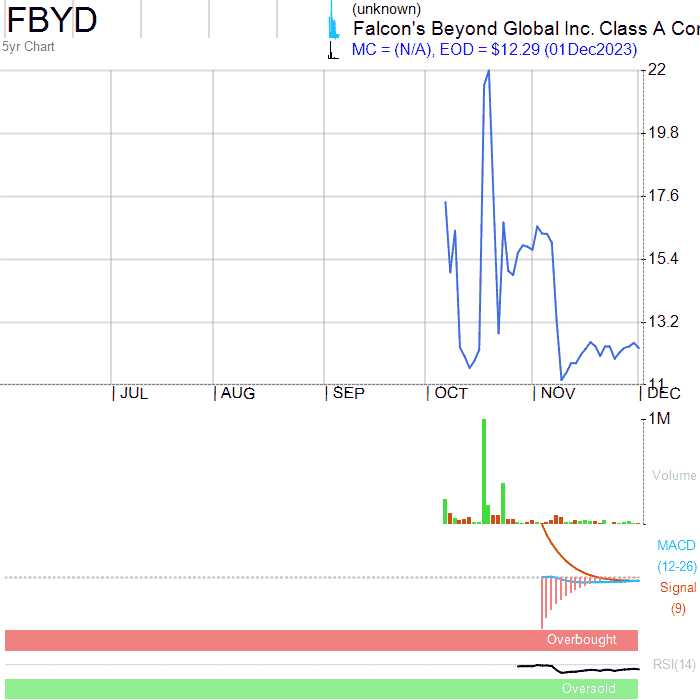 FBYD
(unknown)
Falcon's Beyond Global Inc. Class A Cor
5yr Chart
MC = (N/A), EOD = $12.29 (01Dec2023)
22
19.8
17.6
15.4
13.2
11
JUL
AUG
SEP
OCT
NOV
DEC
1M
Volume
MACD
(12-26)
Signal
(9)
Overbought
RSI(14)
Oversold